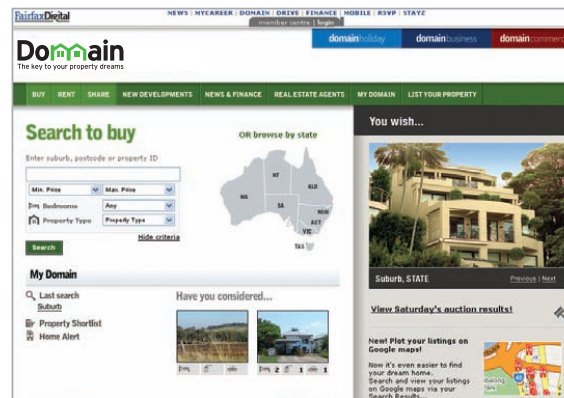 FairfaxDigital
NEWS | MYCAREER | DOMAIN | DRIVE | FINANCE | MOBILE | RSVP | STAYZ
member centre | login
domainholiday
domainbusiness
domaincommerc
Domain
The key to your property dreams
BUY RENT SHARE NEW DEVELOPMENTS NEWS & FINANCE REAL ESTATE AGENTS MY DOMAIN LIST YOUR PROPERTY
Search to buy
OR browse by state
Enter suburb, postcode or property ID
Min. Price
Max. Price
Bedrooms
Any
Property Type
Property Type
Hide criteria
Search
WA
NT
SA
QLD
NSW
ACT
VIC
TAS
You wish...
Suburb, STATE
Previous | Next
My Domain
Last search
Suburb
Property Shortlist
Home Alert
Have you considered...
2 1 1
View Saturday's auction results!
New! Plot your listings on
Google maps!
Now it's even easier to find
your dream home.
Search and view your listings
on Google maps via your
Search Results...